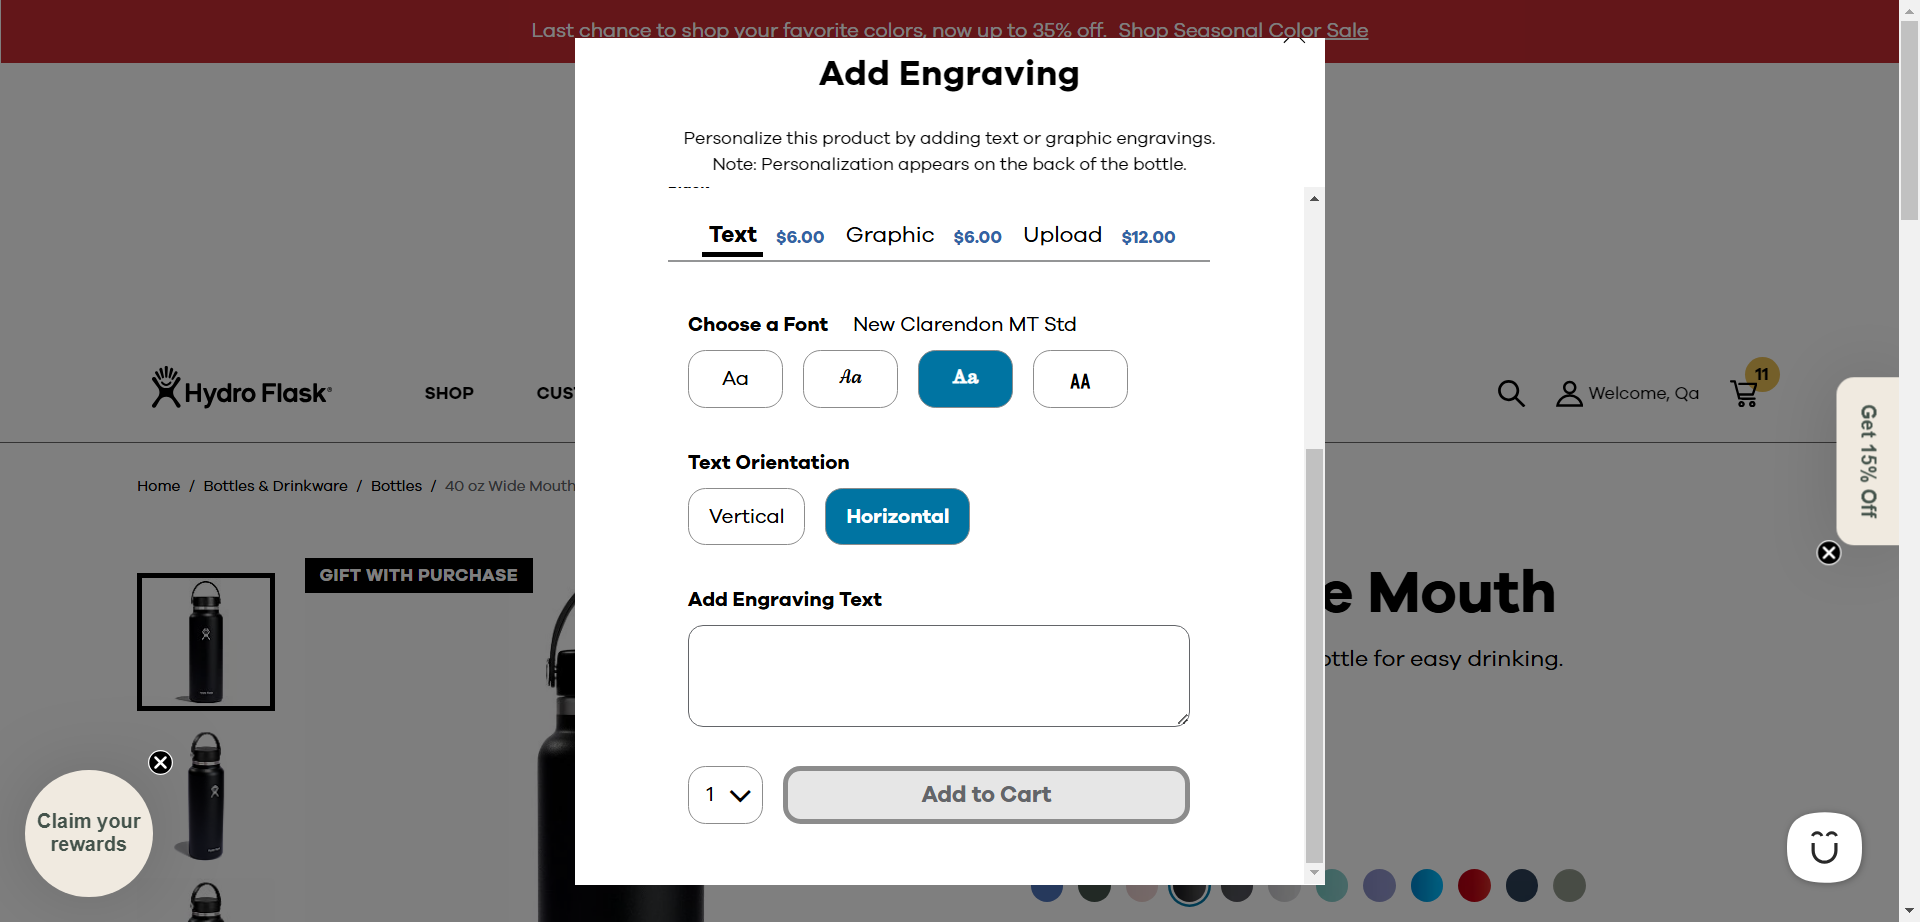 Last chance to shop your favorite colors, now up to 35% off. Shop Seasonal Color Sale
Add Engraving
Personalize this product by adding text or graphic engravings.
Note: Personalization appears on the back of the bottle.
Text $6.00 Graphic $6.00 Upload $12.00
Choose a Font New Clarendon MT Std
Aa Aa Aa AA
Hydro Flask®
SHOP
Welcome, Qa
11
Get 15% Off
Text Orientation
Vertical Horizontal
Home / Bottles & Drinkware / Bottles / 40 oz Wide Mouth
GIFT WITH PURCHASE
Add Engraving Text
e Mouth
ottle for easy drinking.
1 Add to Cart
Claim your
rewards